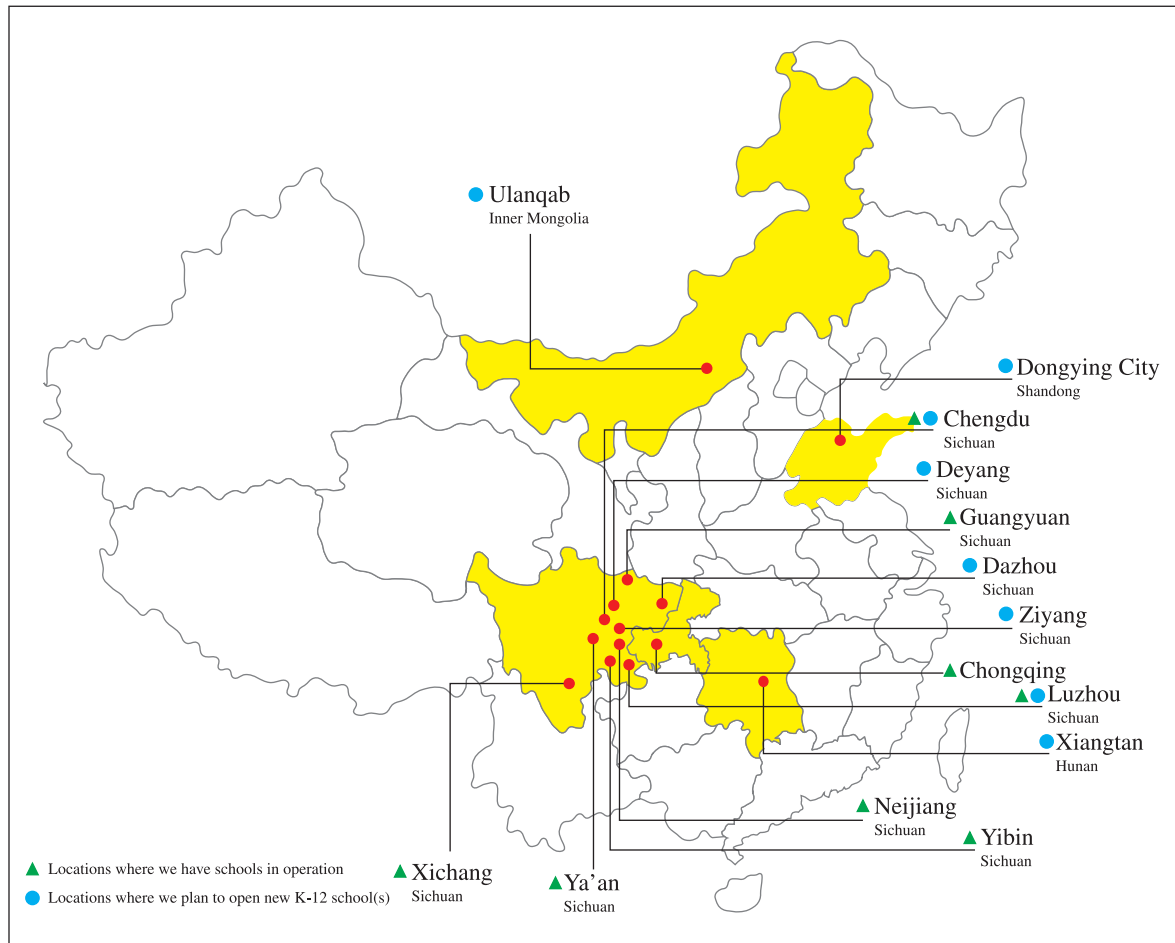 Ulanqab
Inner Mongolia
Dongying City
Shandong
Chengdu
Sichuan
Deyang
Sichuan
Guangyuan
Sichuan
Dazhou
Sichuan
Ziyang
Sichuan
Chongqing
Luzhou
Sichuan
Xiangtan
Hunan
Neijiang
Sichuan
Yibin
Sichuan
Xichang
Sichuan
Ya’an
Sichuan
Locations where we have schools in operation
Locations where we plan to open new K-12 school(s)